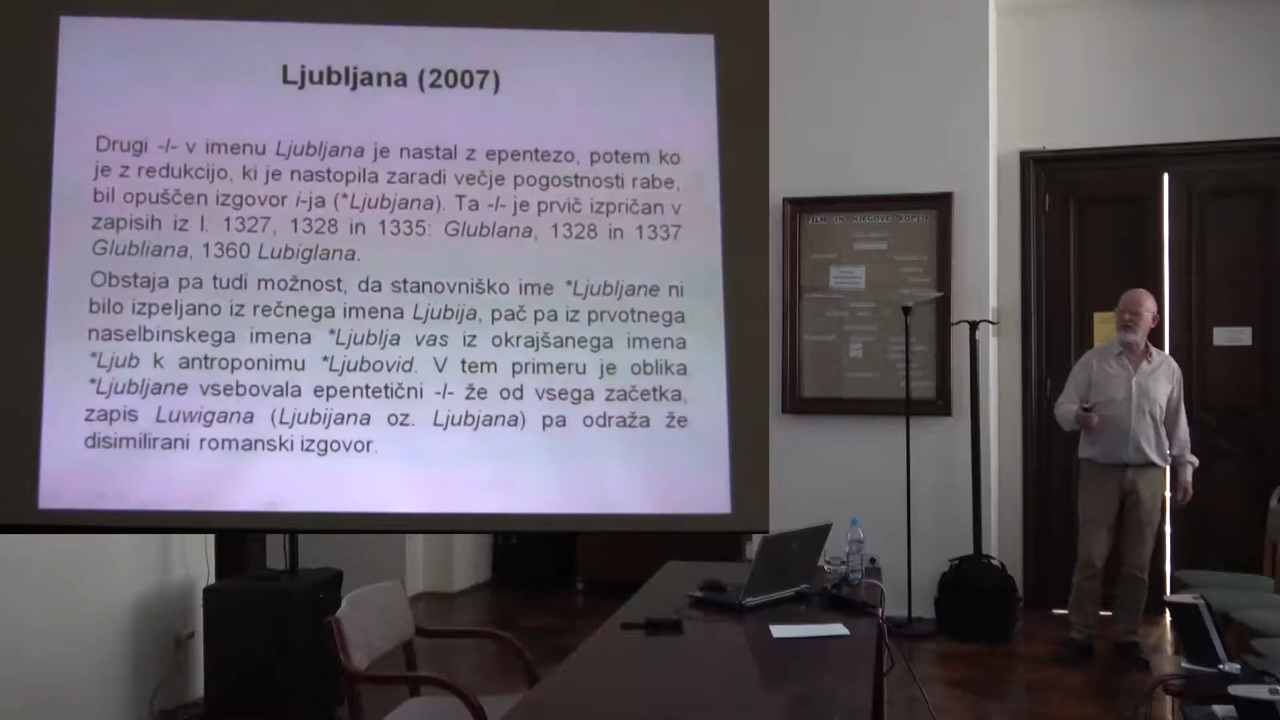 Ljubljana (2007)
Drugi -l- v imenu Ljubljana je nastal z epentezo, potem ko
je z redukcijo, ki je nastopila zaradi večje pogostnosti rabe,
bil opuščen izgovor i-ja (*Ljubjana). Ta -l- je prvič izpričan v
zapisih iz l. 1327, 1328 in 1335: Glublana, 1328 in 1337
Glubliana, 1360 Lubiglana.
Obstaja pa tudi možnost, da stanovniško ime *Ljubljane ni
bilo izpeljano iz rečnega imena Ljubija, pač pa iz prvotnega
naselbinskega imena *Ljublja vas iz okrajšanega imena
*Ljub k antroponimu *Ljubovid. V tem primeru je oblika
*Ljubljane vsebovala epentetični -l- že od vsega začetka,
zapis Luwigana (Ljubijana oz. Ljubjana) pa odraža že
disimilirani romanski izgovor.
FILM IN NJEGOVE KOPIJE